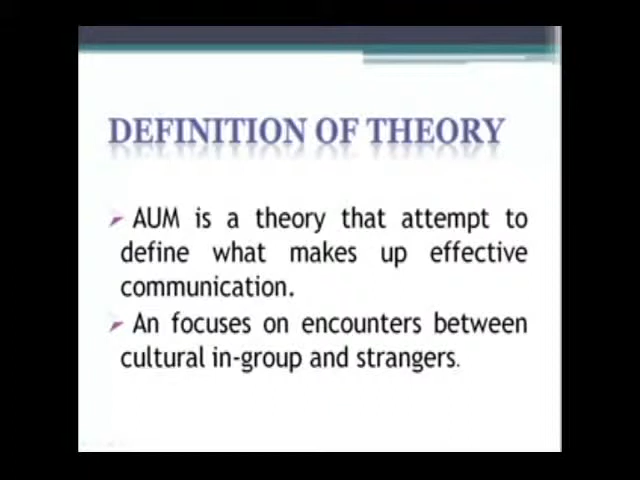 DEFINITION OF THEORY
➤ AUM is a theory that attempt to
define what makes up effective
communication.
➤ An focuses on encounters between
cultural in-group and strangers.